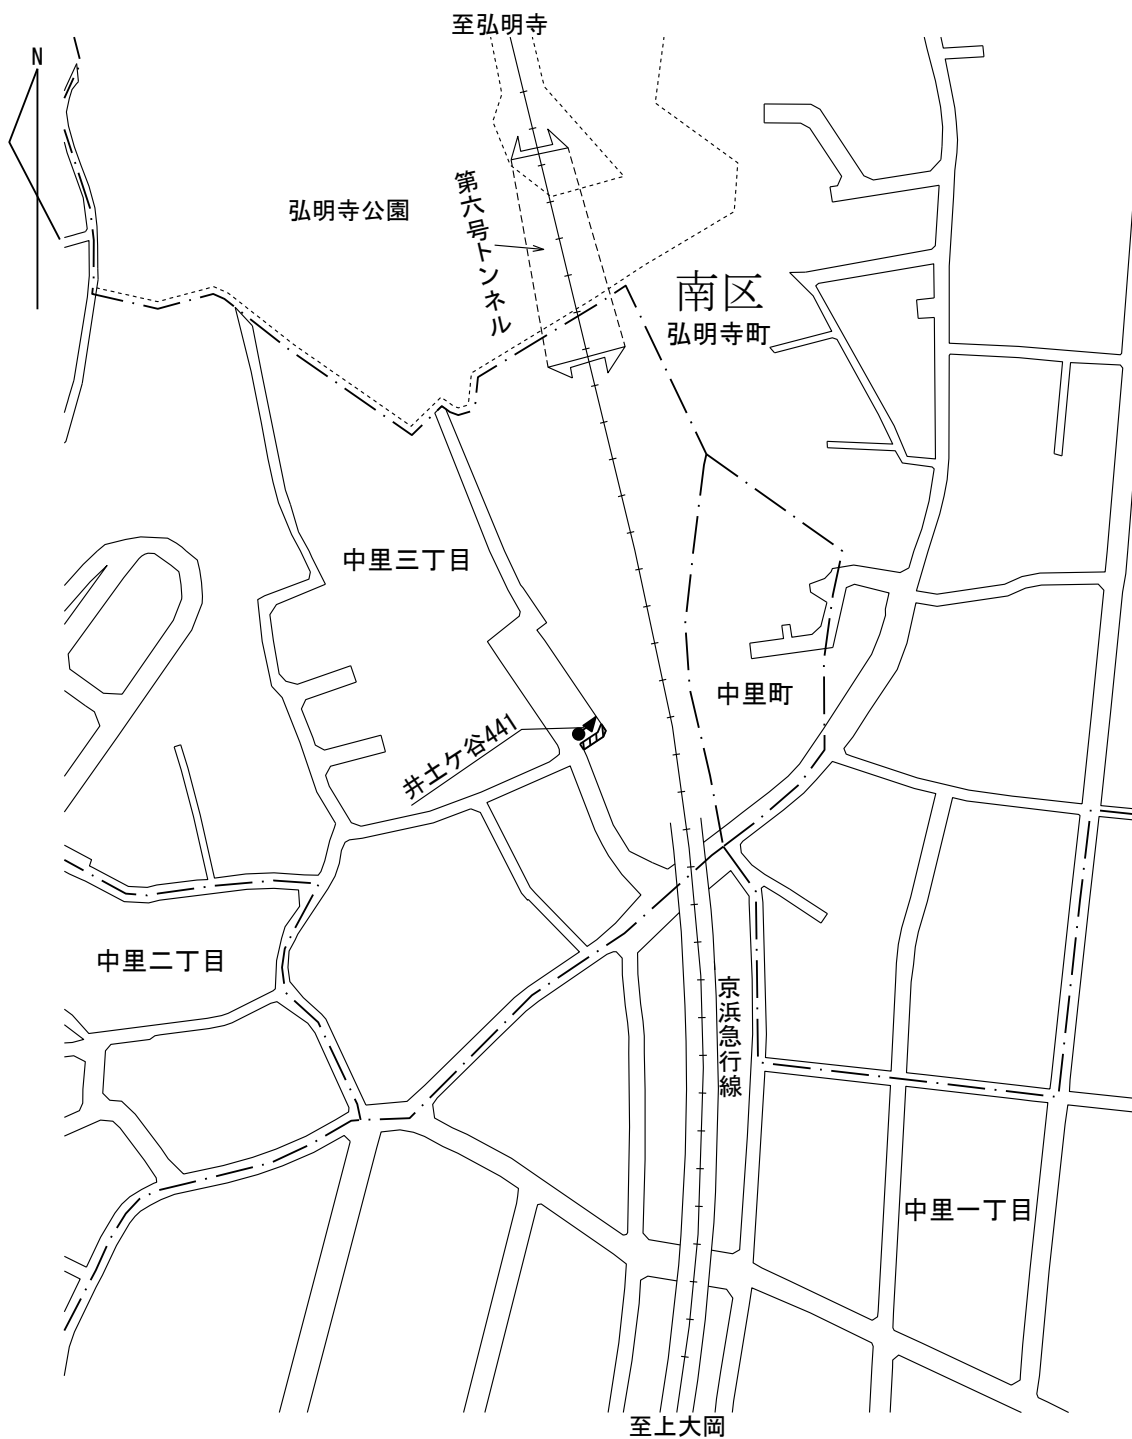 至弘明寺
N
第六号トンネル
弘明寺公園
南区
弘明寺町
中里三丁目
中里町
井土ケ谷441
中里二丁目
京浜急行線
中里一丁目
至上大岡